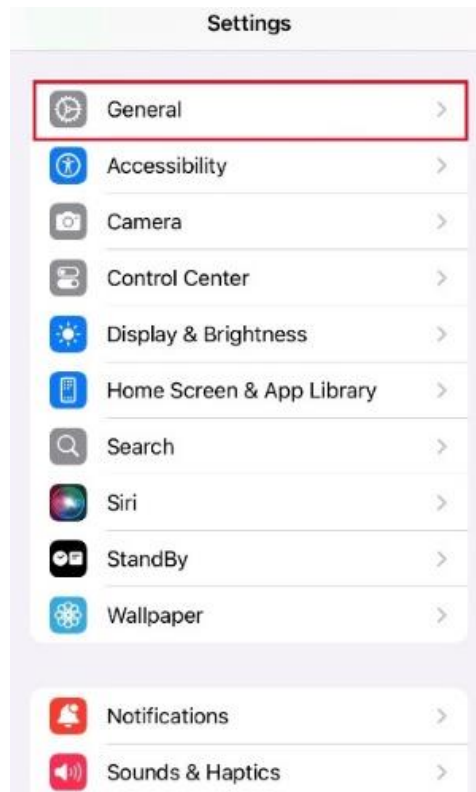 Settings
General
Accessibility
Camera
Control Center
Display & Brightness
Home Screen & App Library
Search
Siri
StandBy
Wallpaper
Notifications
Sounds & Haptics